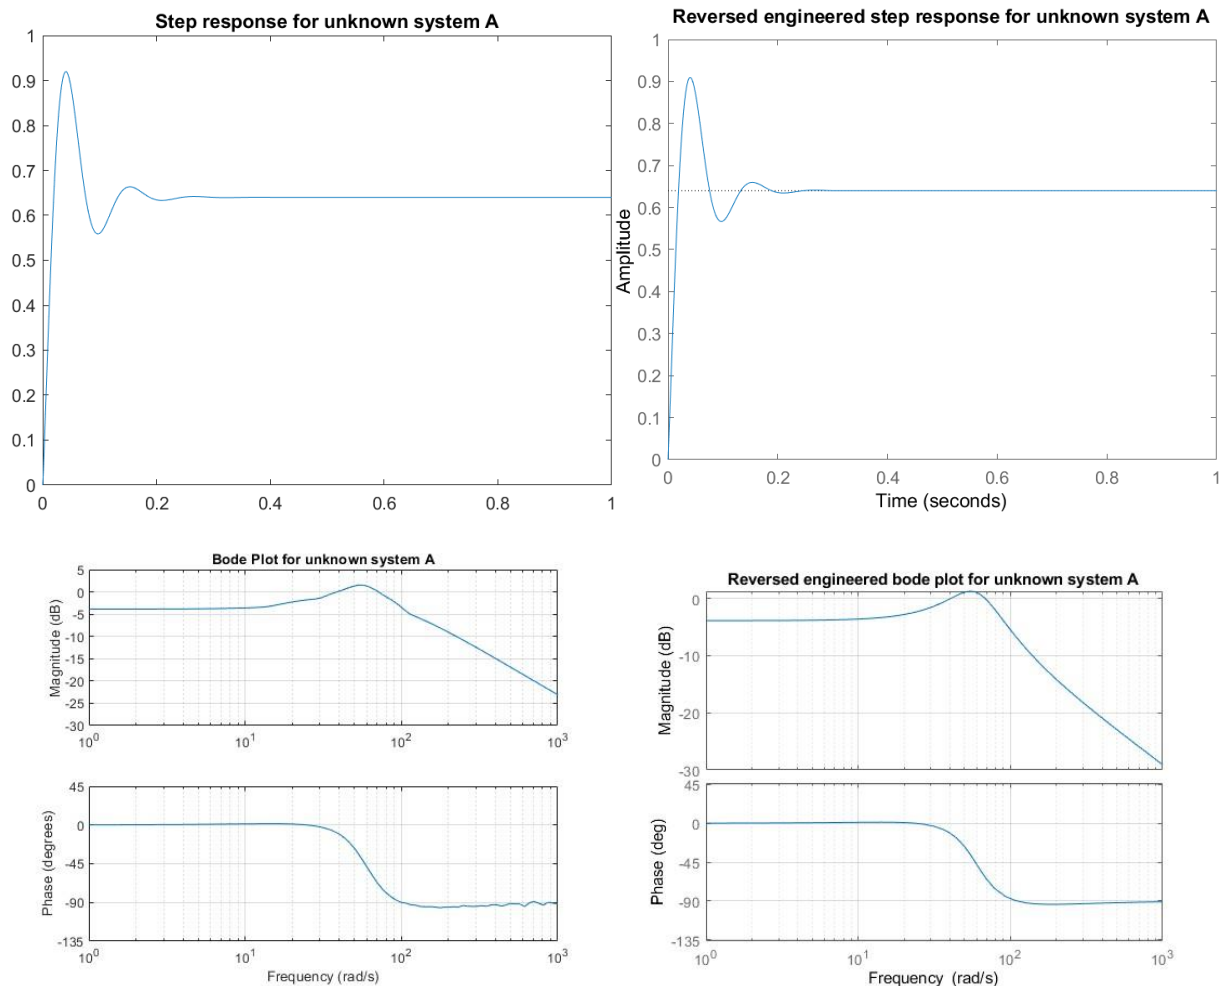 Step response for unknown system A
1
0.9
0.8
0.7
0.6
0.5
0.4
0.3
0.2
0.1
0
0 0.2 0.4 0.6 0.8 1
Reversed engineered step response for unknown system A
Amplitude
1
0.9
0.8
0.7
0.6
0.5
0.4
0.3
0.2
0.1
0
0 0.2 0.4 0.6 0.8 1
Time (seconds)
Bode Plot for unknown system A
Magnitude (dB)
5
0
-5
-10
-15
-20
-25
-30
10^0 10^1 10^2 10^3
Phase (degrees)
45
0
-45
-90
-135
10^0 10^1 10^2 10^3
Frequency (rad/s)
Reversed engineered bode plot for unknown system A
Magnitude (dB)
0
-10
-20
-30
Phase (deg)
45
0
-45
-90
-135
10^0 10^1 10^2 10^3
Frequency (rad/s)